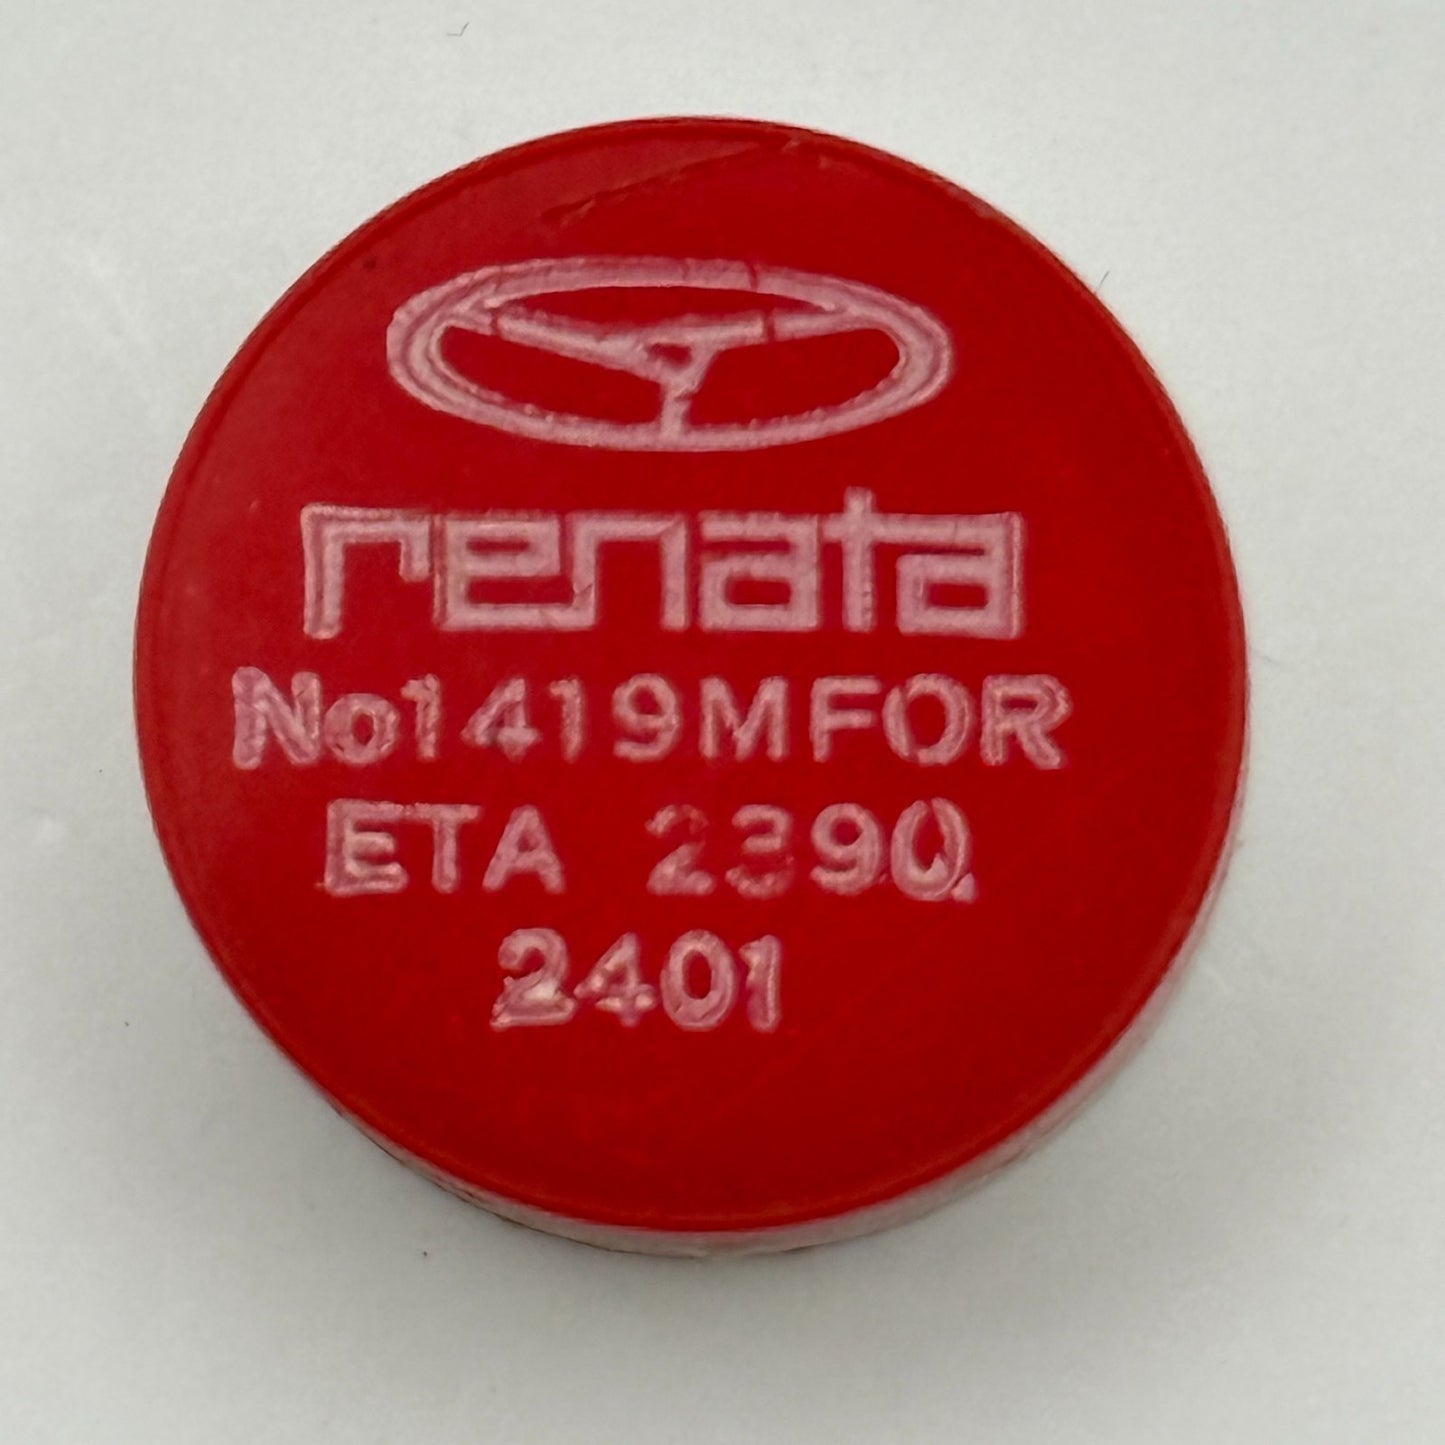 renata
No1419MFOR
ETA 2390
2401